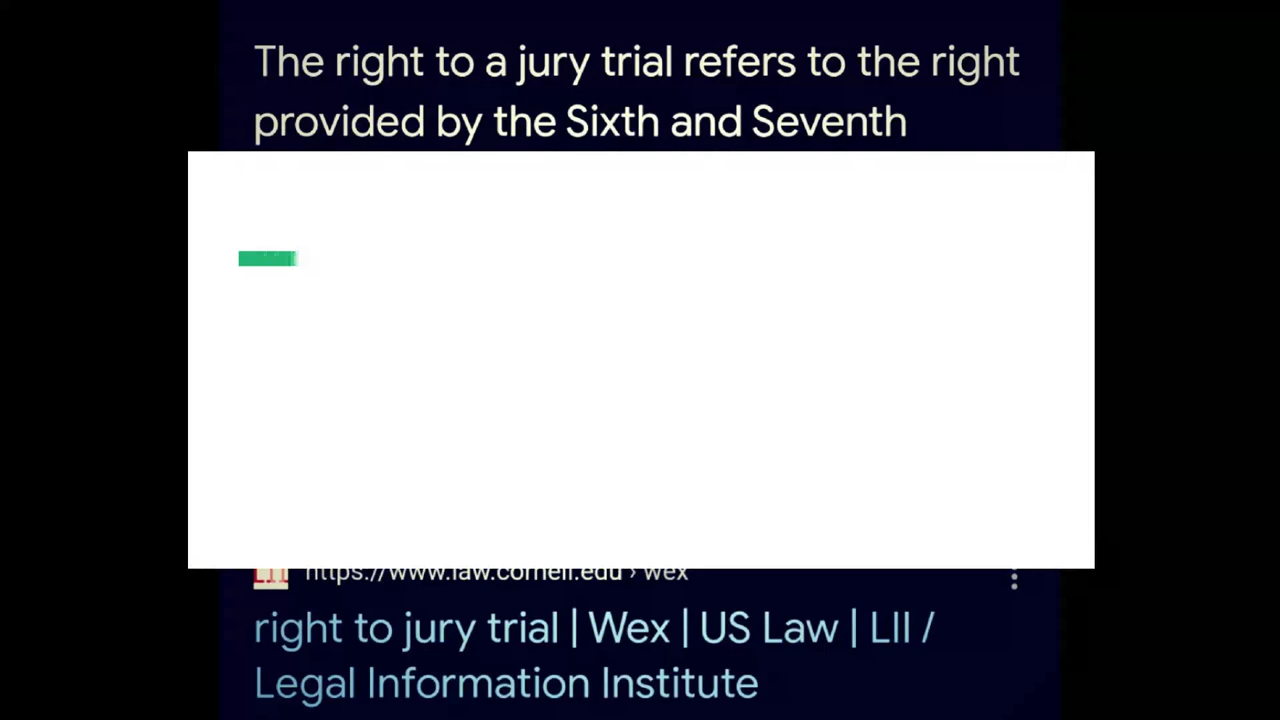 The right to a jury trial refers to the right
provided by the Sixth and Seventh
https://www.law.cornell.edu › wex
right to jury trial | Wex | US Law | LII /
Legal Information Institute